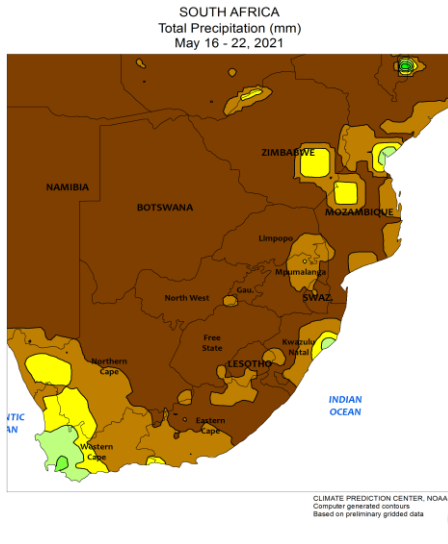 SOUTH AFRICA
Total Precipitation (mm)
May 16 - 22, 2021
ZIMBABWE
NAMIBIA
BOTSWANA
MOZAMBIQUE
Limpopo
Mpumalanga
Gau.
North West
SWAZ.
Free
State
Kwazulu
Natal
LESOTHO
Northern
Cape
INDIAN
OCEAN
NTIC
AN
Eastern
Cape
Western
Cape
CLIMATE PREDICTION CENTER, NOAA
Computer generated contours
Based on preliminary gridded data